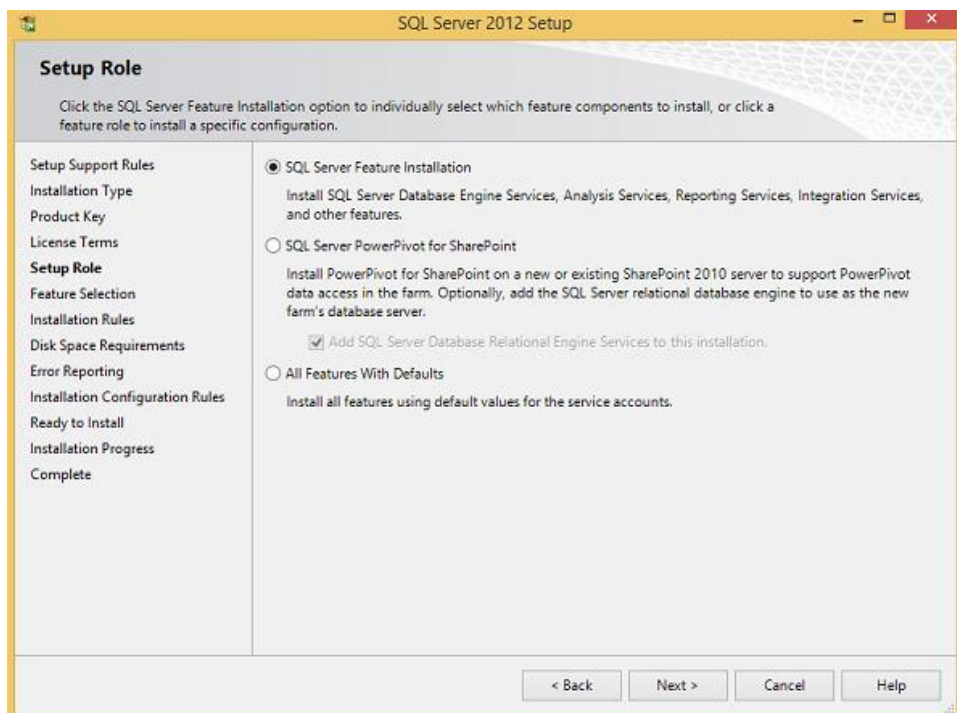 SQL Server 2012 Setup
Setup Role
Click the SQL Server Feature Installation option to individually select which feature components to install, or click a
feature role to install a specific configuration.
Setup Support Rules
Installation Type
Product Key
License Terms
Setup Role
Feature Selection
Installation Rules
Disk Space Requirements
Error Reporting
Installation Configuration Rules
Ready to Install
Installation Progress
Complete
SQL Server Feature Installation
Install SQL Server Database Engine Services, Analysis Services, Reporting Services, Integration Services,
and other features.
SQL Server PowerPivot for SharePoint
Install PowerPivot for SharePoint on a new or existing SharePoint 2010 server to support PowerPivot
data access in the farm. Optionally, add the SQL Server relational database engine to use as the new
farm's database server.
Add SQL Server Database Relational Engine Services to this installation.
All Features With Defaults
Install all features using default values for the service accounts.
< Back
Next >
Cancel
Help